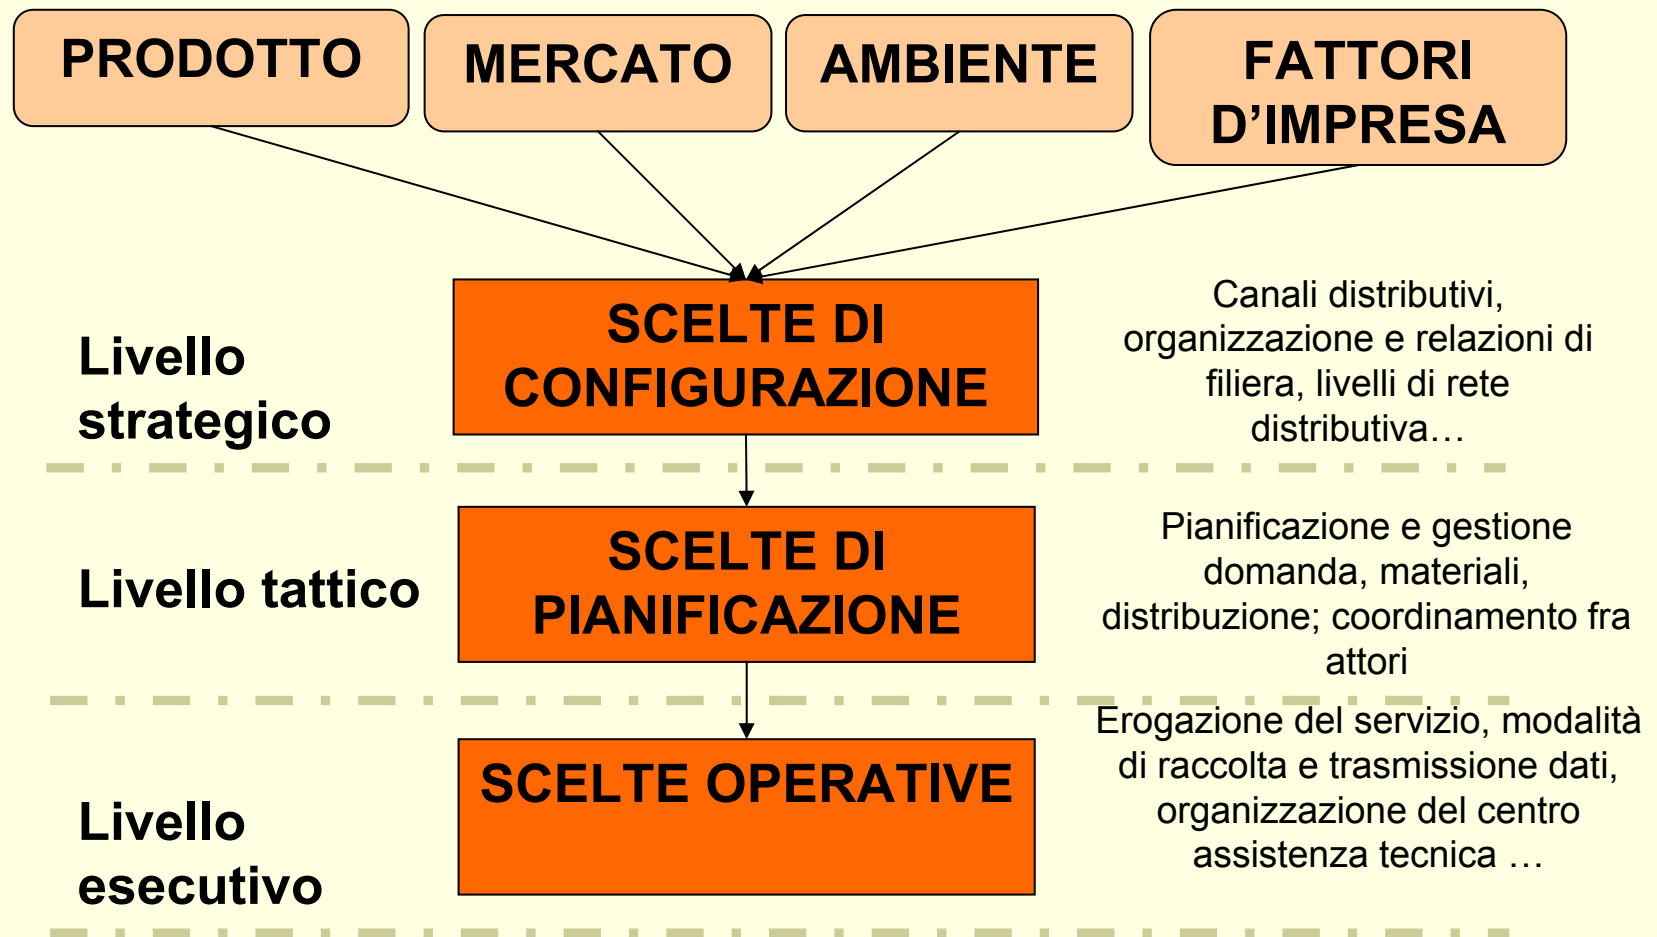 PRODOTTO
MERCATO
AMBIENTE
FATTORI
D’IMPRESA
Livello
strategico
SCELTE DI
CONFIGURAZIONE
Canali distributivi,
organizzazione e relazioni di
filiera, livelli di rete
distributiva…
Livello tattico
SCELTE DI
PIANIFICAZIONE
Pianificazione e gestione
domanda, materiali,
distribuzione; coordinamento fra
attori
Livello
esecutivo
SCELTE OPERATIVE
Erogazione del servizio, modalità
di raccolta e trasmissione dati,
organizzazione del centro
assistenza tecnica …